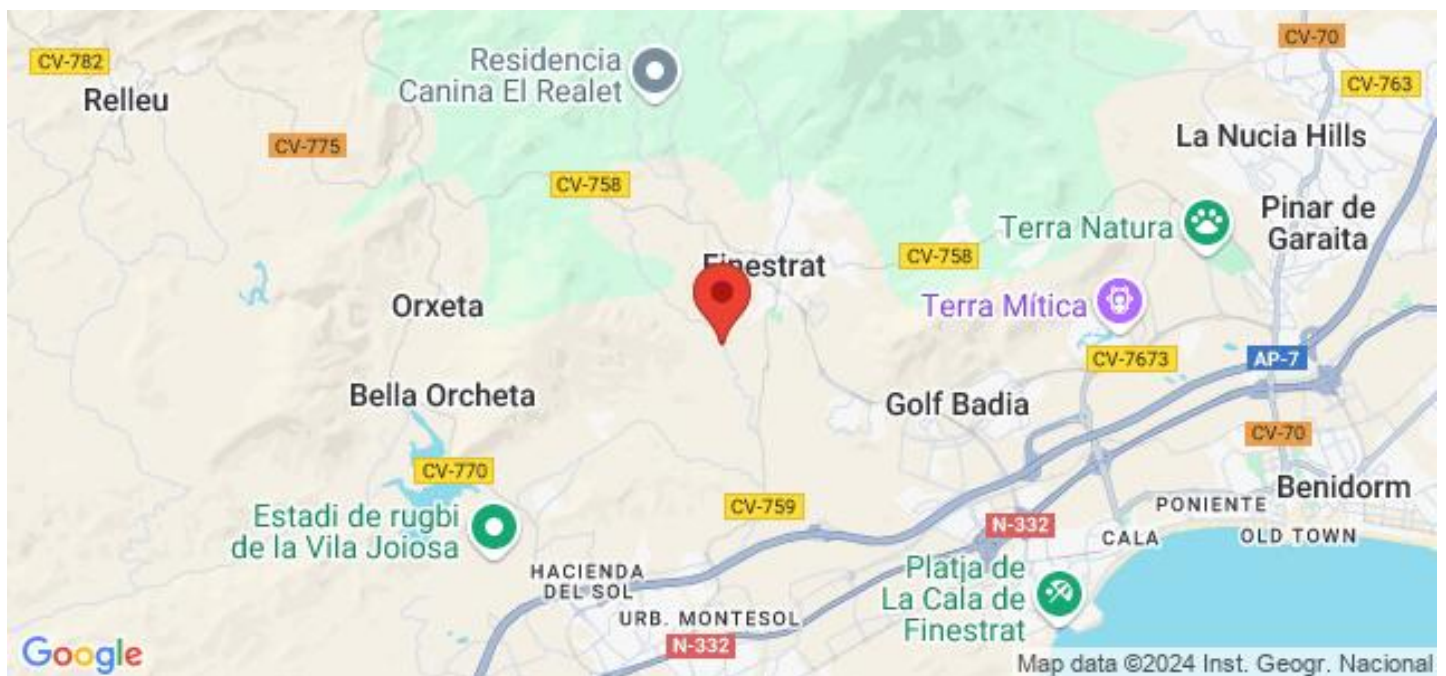 CV-70
CV-782
Residencia
Canina El Realet
CV-763
Relleu
La Nucia Hills
CV-775
CV-758
Pinar de
Garaita
Terra Natura
CV-758
Finestrat
Orxeta
Terra Mítica
CV-7673
AP-7
Bella Orcheta
Golf Badia
CV-70
CV-770
Benidorm
CV-759
PONIENTE
Estadi de rugbi
de la Vila Joiosa
N-332
CALA
OLD TOWN
HACIENDA
DEL SOL
Platja de
La Cala de
Finestrat
URB. MONTESOL
N-332
Google
Map data ©2024 Inst. Geogr. Nacional